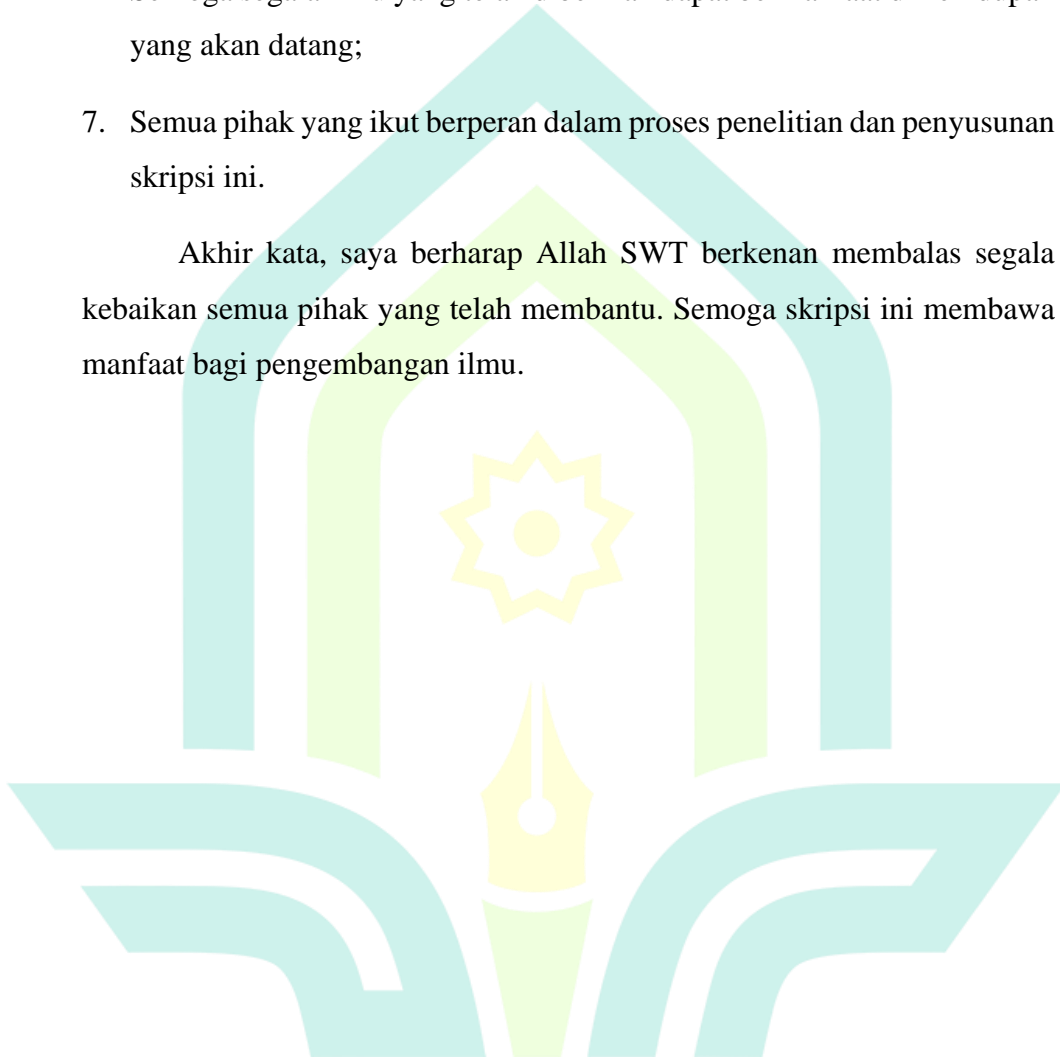 yang akan datang;
7. Semua pihak yang ikut berperan dalam proses penelitian dan penyusunan
skripsi ini.
Akhir kata, saya berharap Allah SWT berkenan membalas segala
kebaikan semua pihak yang telah membantu. Semoga skripsi ini membawa
manfaat bagi pengembangan ilmu.